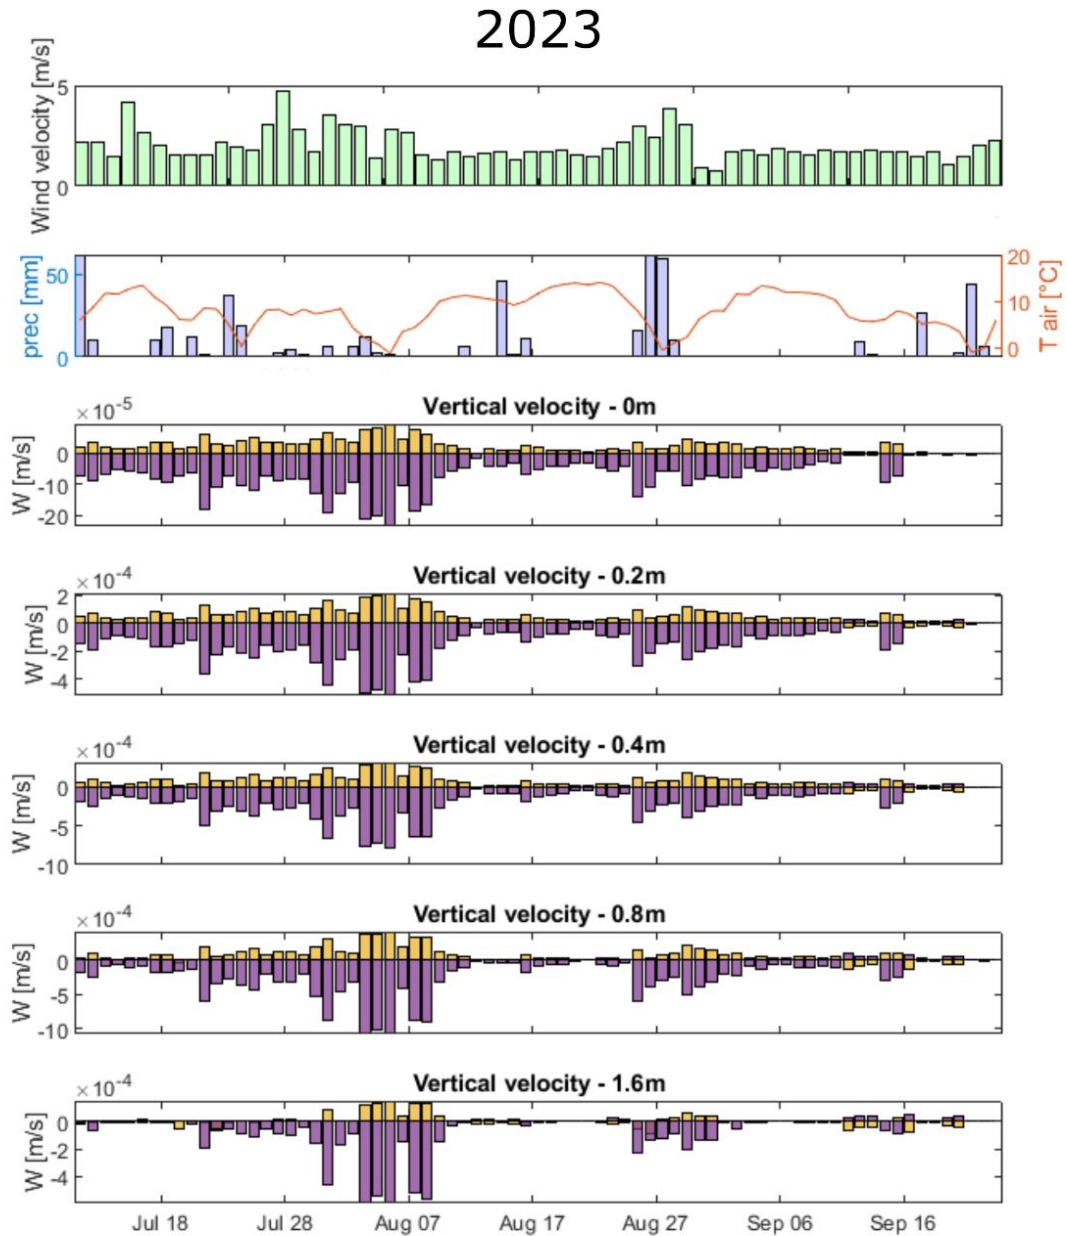 2023
Wind velocity [m/s]
5
0
prec [mm]
50
0
20
10
0
T air [°C]
×10-5
Vertical velocity - 0m
W [m/s]
0
-10
-20
×10-4
Vertical velocity - 0.2m
W [m/s]
2
0
-2
-4
×10-4
Vertical velocity - 0.4m
W [m/s]
0
-5
-10
×10-4
Vertical velocity - 0.8m
W [m/s]
0
-5
-10
×10-4
Vertical velocity - 1.6m
W [m/s]
0
-2
-4
Jul 18 Jul 28 Aug 07 Aug 17 Aug 27 Sep 06 Sep 16